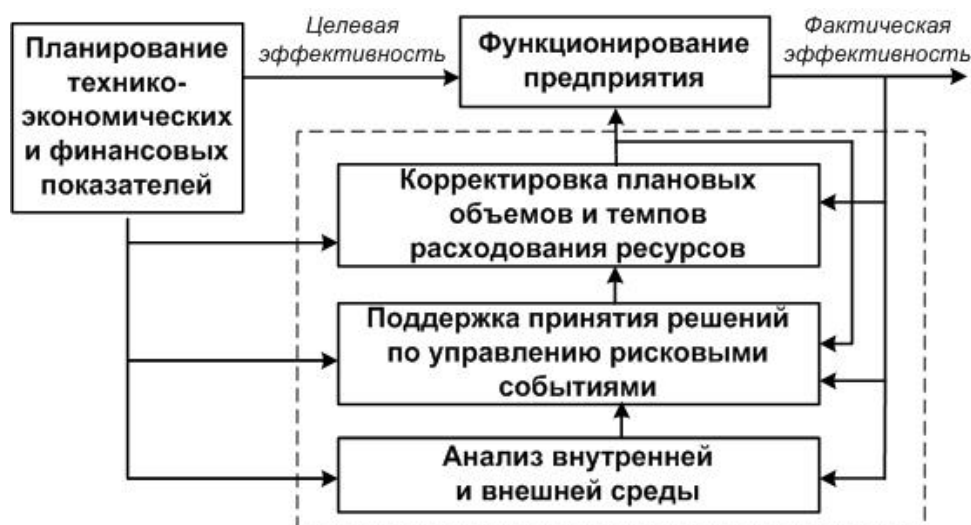 Планирование
технико-
экономических
и финансовых
показателей
Целевая
эффективность
Функционирование
предприятия
Фактическая
эффективность
Корректировка плановых
объемов и темпов
расходования ресурсов
Поддержка принятия решений
по управлению рисковыми
событиями
Анализ внутренней
и внешней среды